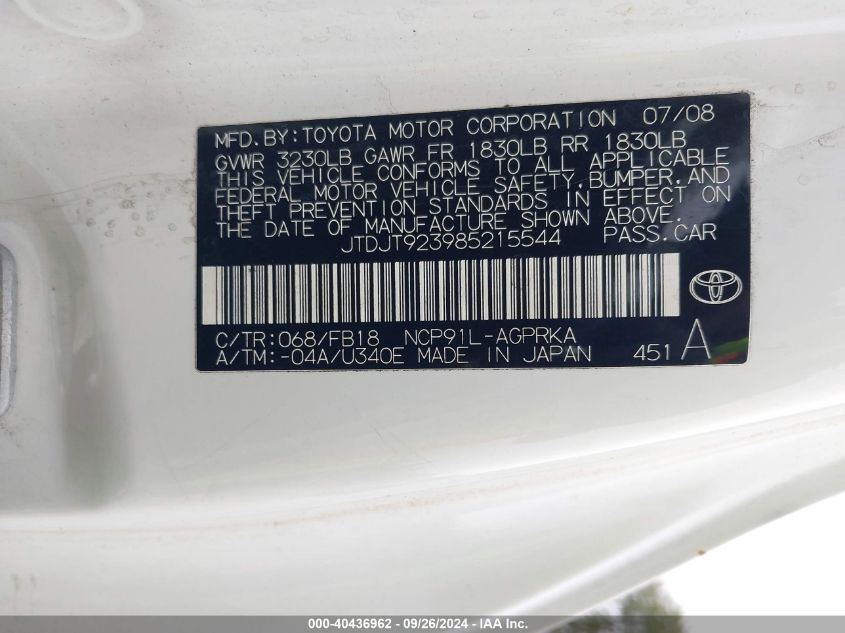 MFD.BY:TOYOTA MOTOR CORPORATION 07/08
GVWR 3230LB GAWR FR 1830LB RR 1830LB
THIS VEHICLE CONFORMS TO ALL APPLICABLE
FEDERAL MOTOR VEHICLE SAFETY,BUMPER,AND
THEFT PREVENTION STANDARDS IN EFFECT ON
THE DATE OF MANUFACTURE SHOWN ABOVE.
JTDJT923985215544 PASS.CAR
C/TR:068/FB18 NCP91L-AGPRKA
A/TM:-04A/U340E MADE IN JAPAN 451 A
000-40436962 - 09/26/2024 - IAA Inc.